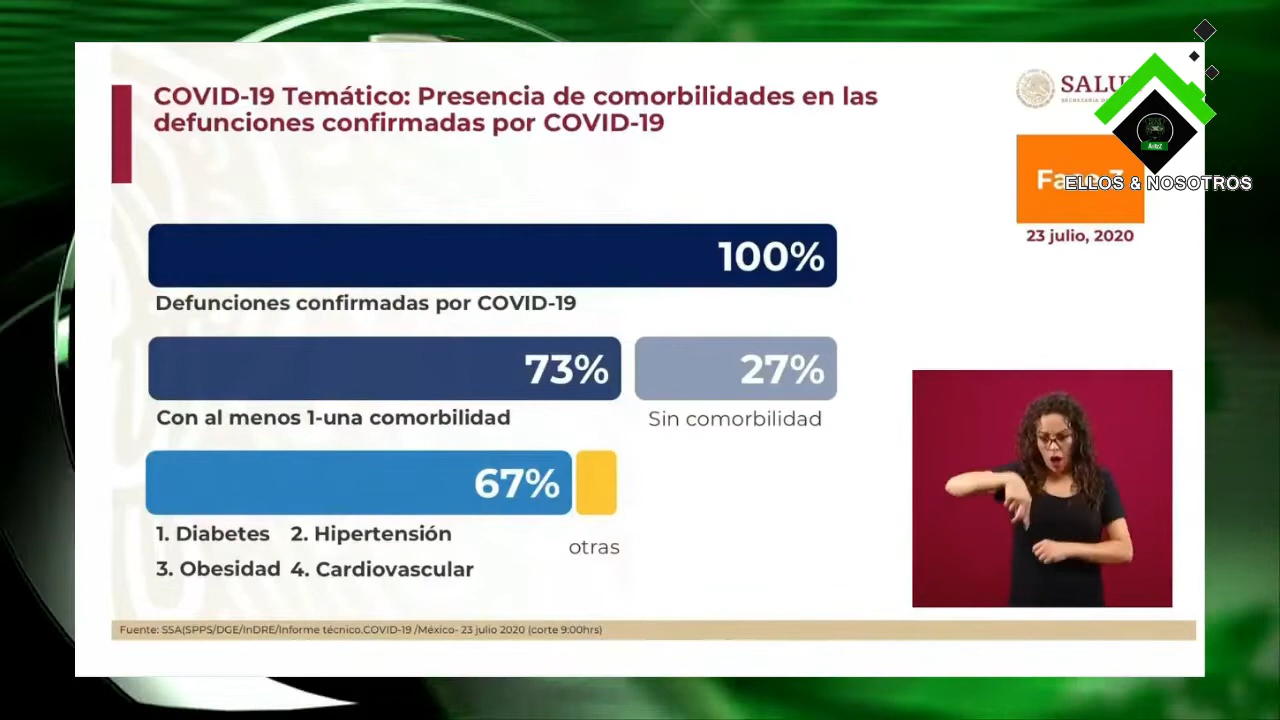 COVID-19 Temático: Presencia de comorbilidades en las
defunciones confirmadas por COVID-19
ELLOS & NOSOTROS
23 julio, 2020
100%
Defunciones confirmadas por COVID-19
73%
27%
Con al menos 1-una comorbilidad
Sin comorbilidad
67%
1. Diabetes 2. Hipertensión
otras
3. Obesidad 4. Cardiovascular
Fuente: SSA(SPPS/DGE/InDRE/Informe técnico.COVID-19 /México- 23 julio 2020 (corte 9:00hrs)